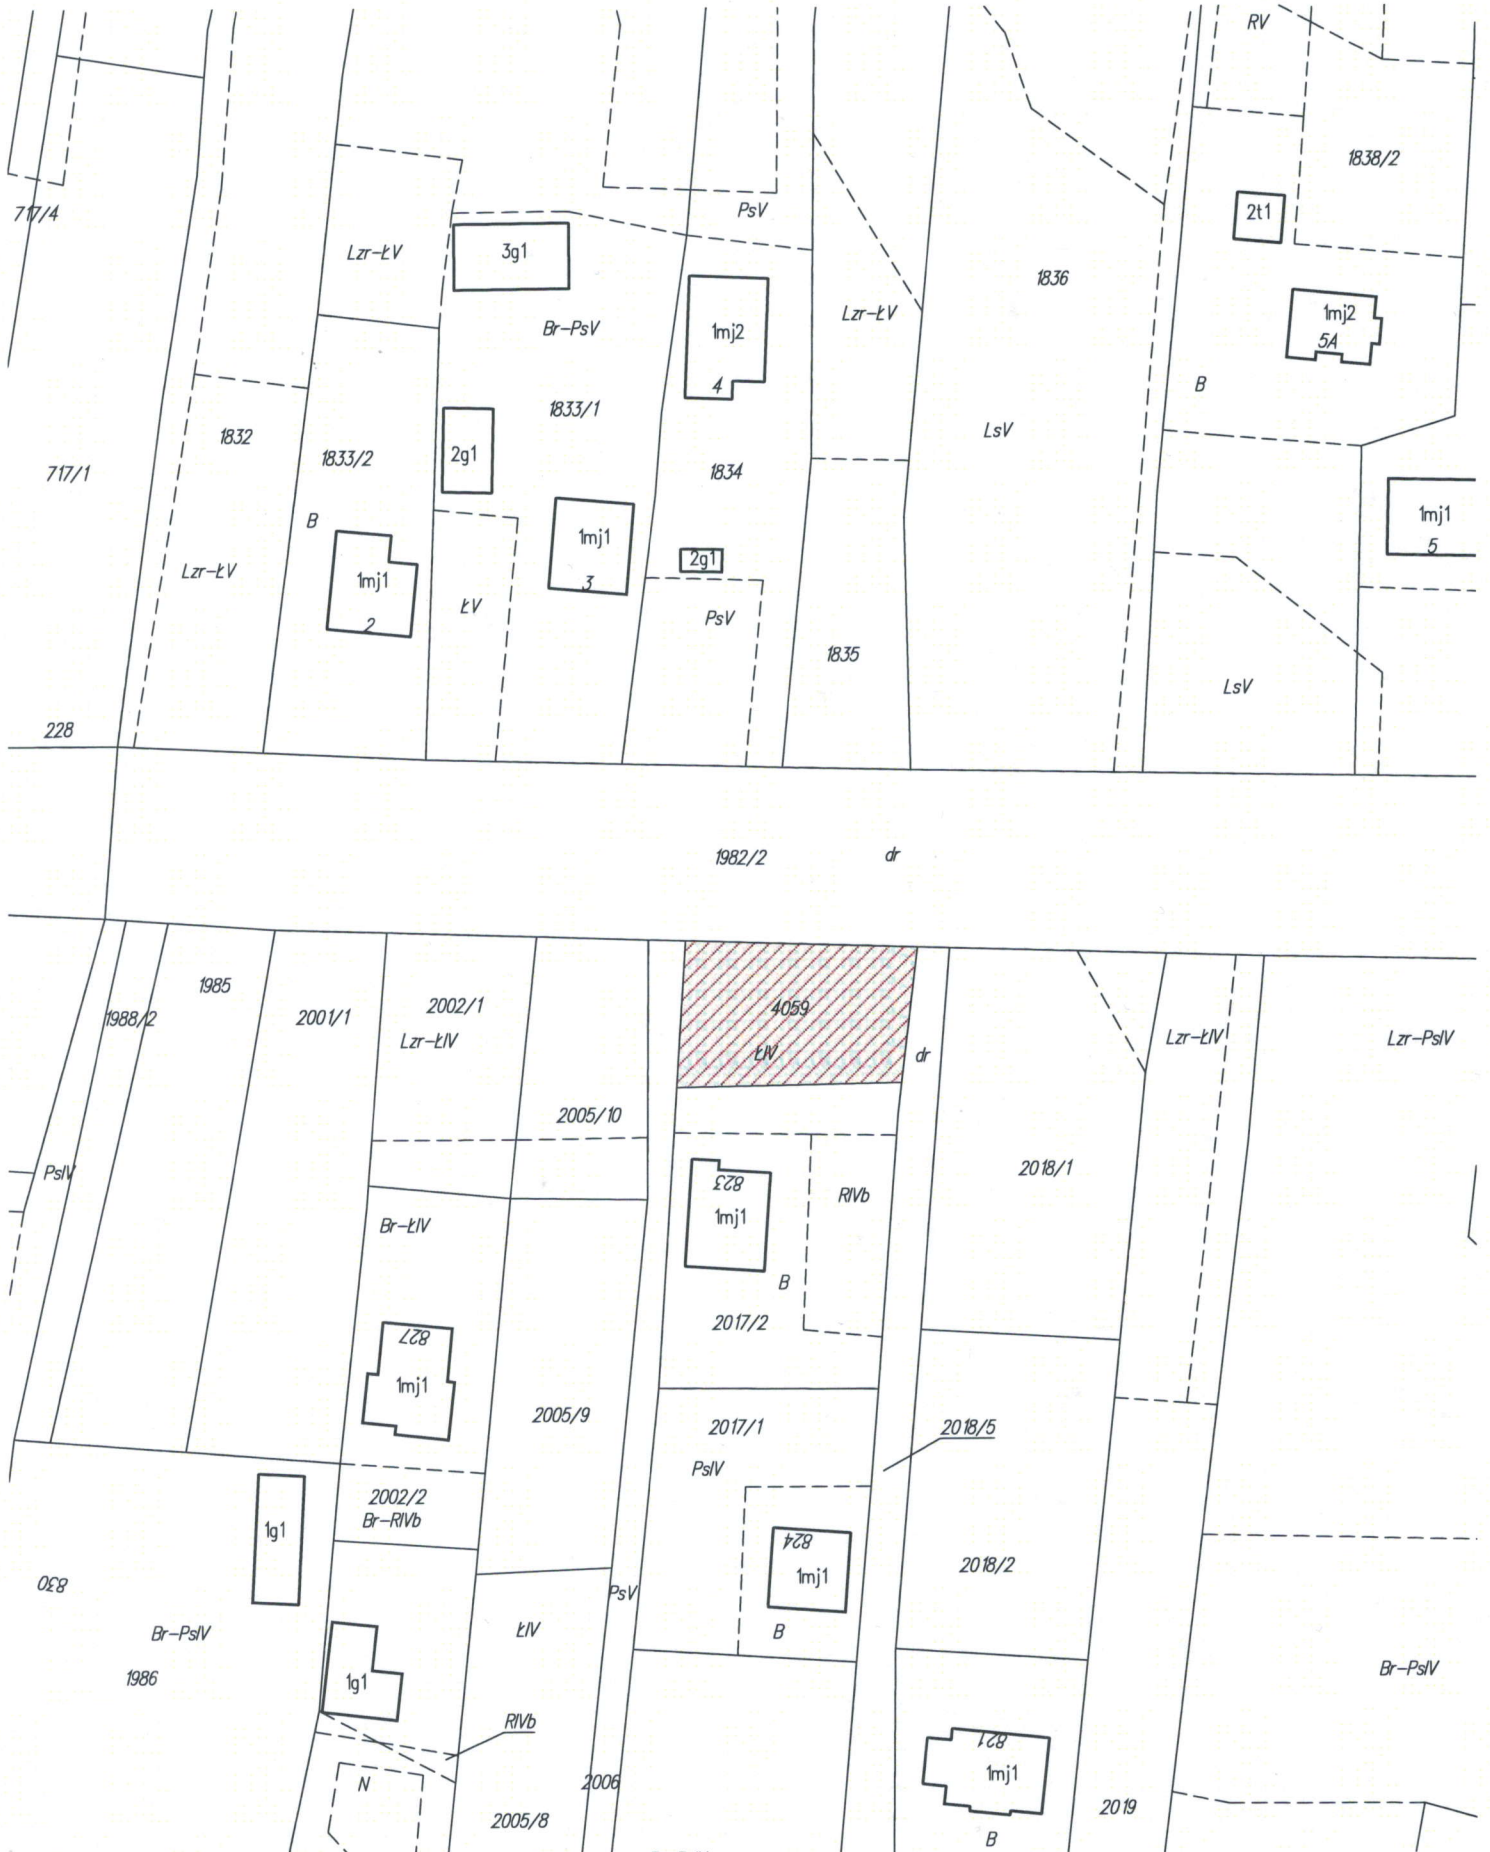 RV
1838/2
717/4
2t1
PsV
Lzr-ŁV
3g1
1836
Lzr-ŁV
1mj2
5A
Br-PsV
1mj2
4
B
1833/1
LsV
1832
1833/2
2g1
1834
717/1
1mj1
5
B
1mj1
3
2g1
Lzr-ŁV
1mj1
2
ŁV
PsV
1835
LsV
228
1982/2
dr
1985
1988/2
2001/1
2002/1
Lzr-ŁIV
4059
ŁIV
dr
Lzr-ŁIV
Lzr-PsIV
2005/10
PsIV
2018/1
823
1mj1
RIVb
Br-ŁIV
B
2017/2
827
1mj1
2005/9
2017/1
2018/5
PsIV
2002/2
Br-RIVb
1g1
824
1mj1
2018/2
830
PsV
Br-PsIV
ŁIV
B
1986
1g1
Br-PsIV
RIVb
821
1mj1
N
2006
2005/8
2019
B